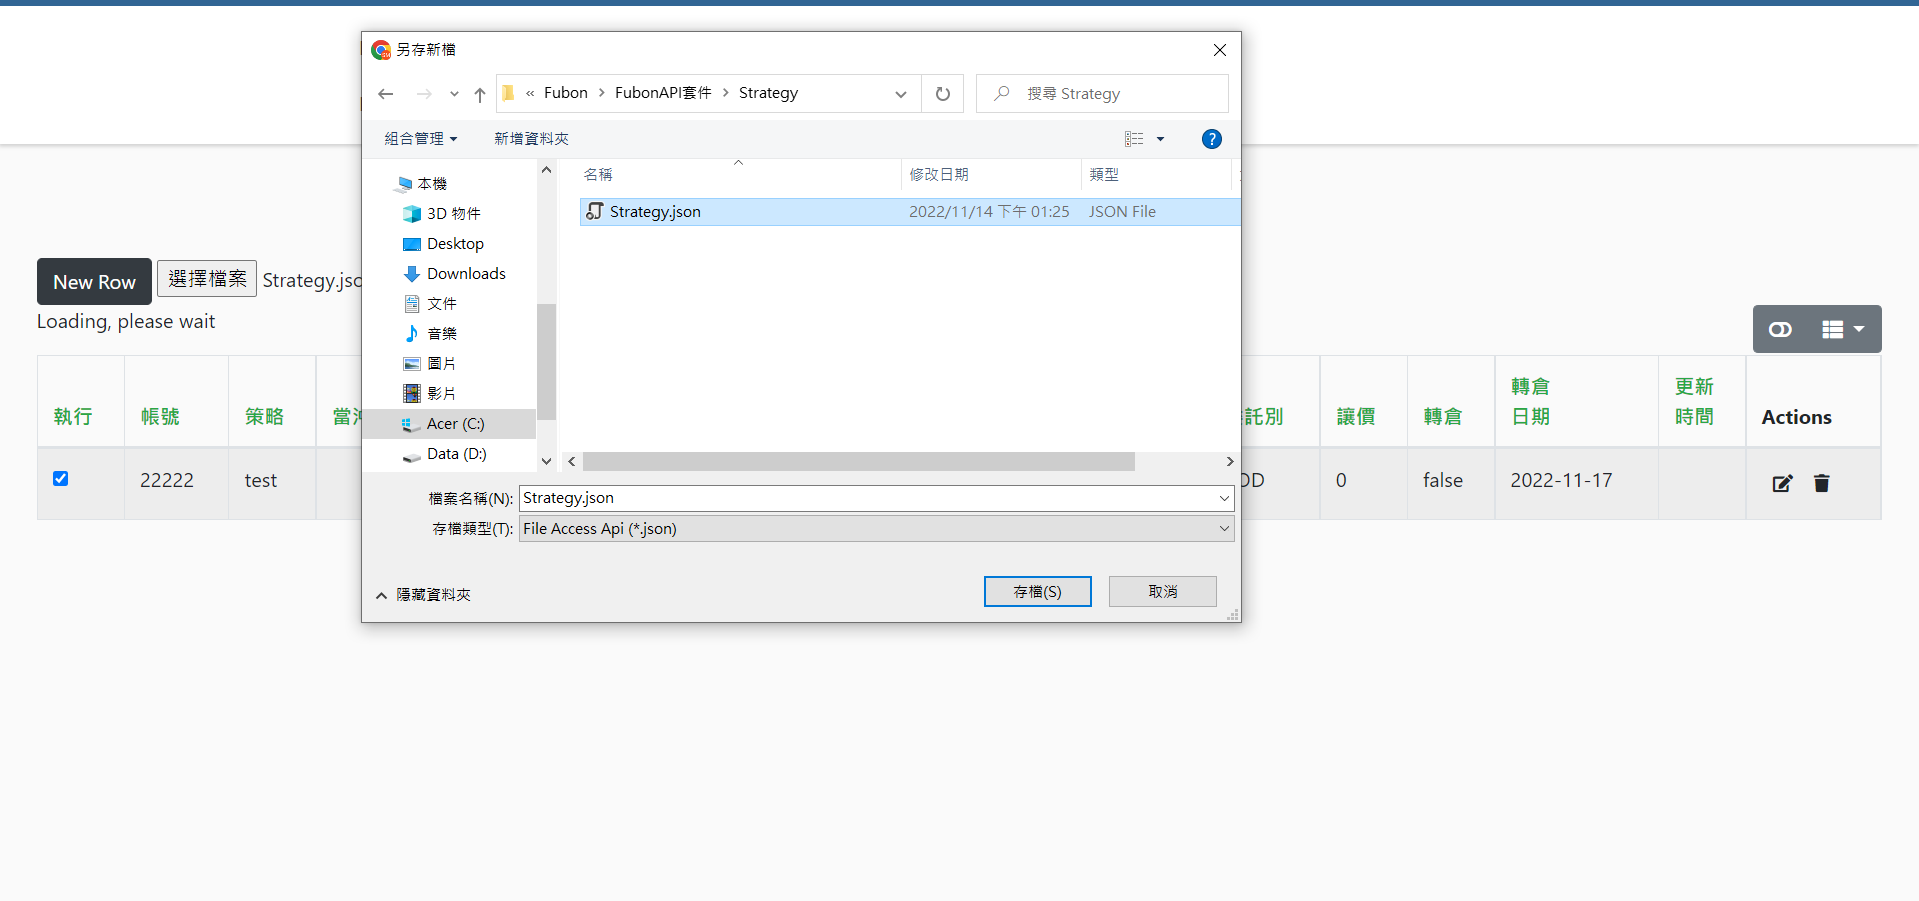 另存新檔
« Fubon > FubonAPI套件 > Strategy
搜尋 Strategy
組合管理
新增資料夾
名稱
修改日期
類型
Strategy.json
2022/11/14 下午 01:25
JSON File
本機
3D 物件
Desktop
Downloads
文件
音樂
圖片
影片
Acer (C:)
Data (D:)
檔案名稱(N):
Strategy.json
存檔類型(T):
File Access Api (*.json)
隱藏資料夾
存檔(S)
取消
New Row
選擇檔案
Strategy.jso
Loading, please wait
執行
帳號
策略
當沖
託別
讓價
轉倉
轉倉
日期
更新
時間
Actions
22222
test
OD
0
false
2022-11-17